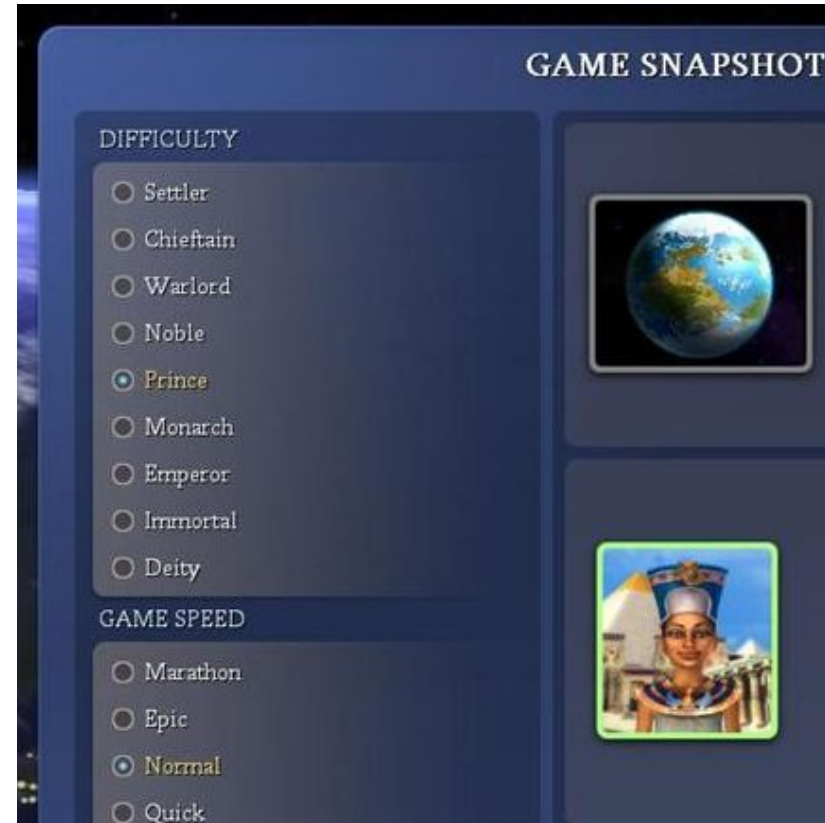 GAME SNAPSHOT
DIFFICULTY
Settler
Chieftain
Warlord
Noble
Prince
Monarch
Emperor
Immortal
Deity
GAME SPEED
Marathon
Epic
Normal
Quick